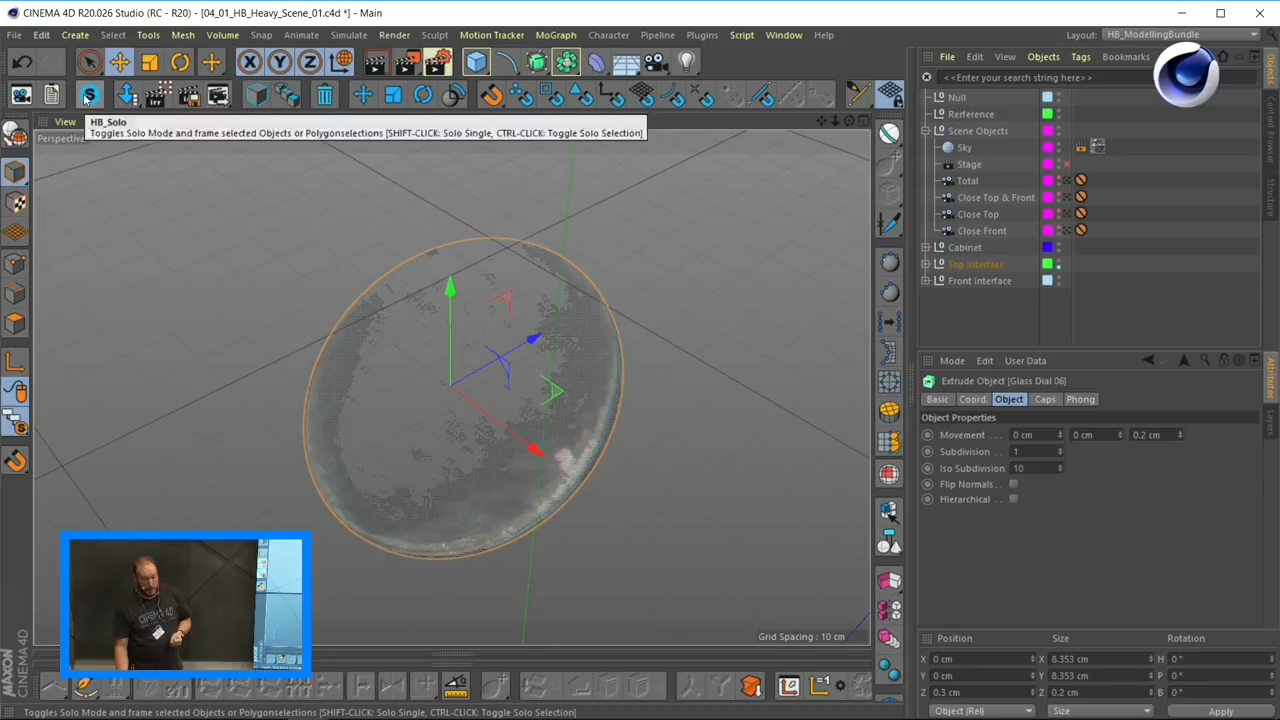 CINEMA 4D R20.026 Studio (RC - R20) - [04_01_HB_Heavy_Scene_01.c4d *] - Main
File Edit Create Select Tools Mesh Volume Snap Animate Simulate Render Sculpt Motion Tracker MoGraph Character Pipeline Plugins Script Window Help
Layout: HB_ModellingBundle
File Edit View Objects Tags Bookmarks
<<Enter your search string here>>
X Y Z
S
HB_Solo
Toggles Solo Mode and frame selected Objects or Polygonselections [SHIFT-CLICK: Solo Single, CTRL-CLICK: Toggle Solo Selection]
View
Perspective
Null
Rerference
Scene Objects
Sky
Stage
Total
Close Top & Front
Close Top
Close Front
Cabinet
Top Interface
Front Interface
Objects
Structure
Mode Edit User Data
Extrude Object [Glass Dial 06]
Basic Coord. Object Caps Phong
Object Properties
Movement . . . 0 cm 0 cm 0.2 cm
Subdivision . . 1
Iso Subdivision 10
Flip Normals .
Hierarchical . .
Attributes
Layers
Grid Spacing : 10 cm
Position Size Rotation
X 0 cm X 8.353 cm H 0 °
Y 0 cm Y 8.353 cm P 0 °
Z 0.3 cm Z 0.2 cm B 0 °
Object (Rel) Size Apply
MAXON CINEMA 4D
Toggles Solo Mode and frame selected Objects or Polygonselections [SHIFT-CLICK: Solo Single, CTRL-CLICK: Toggle Solo Selection]